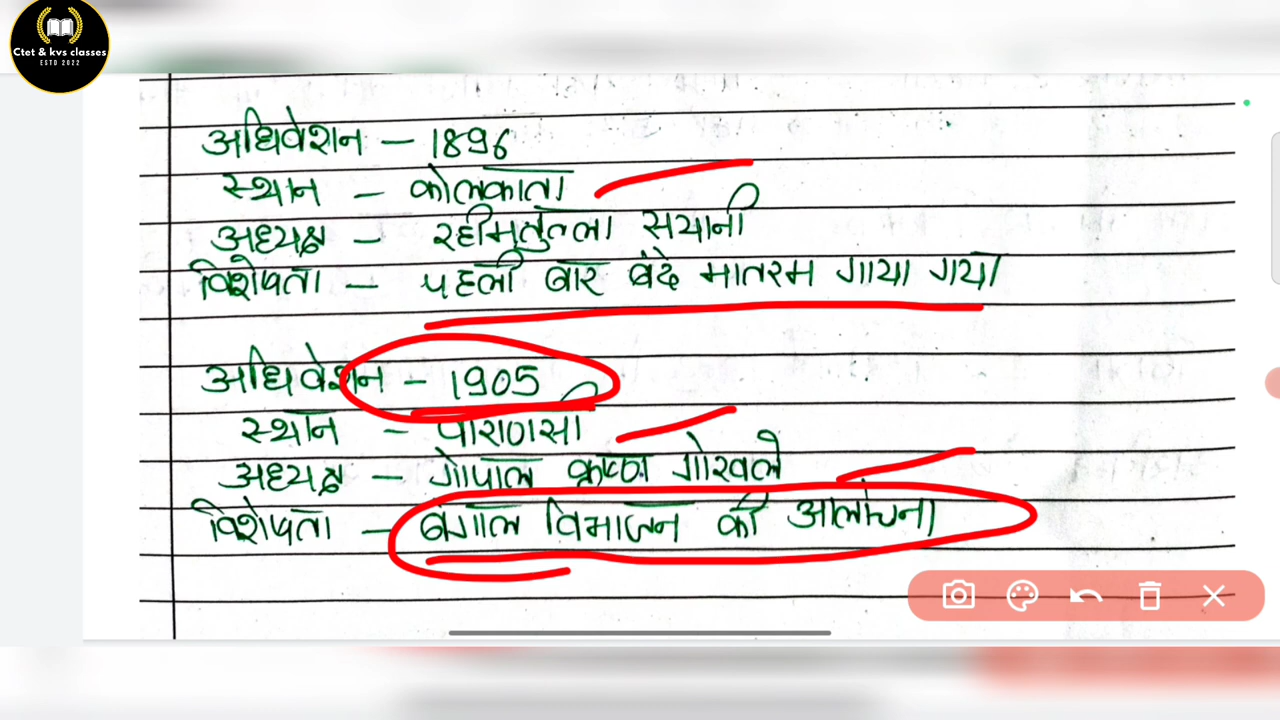 Ctet & kvs classes
ESTD 2022
अधिवेशन – 1896
स्थान – कोलकाता
अध्यक्ष – रहीमतुल्ला सयानी
विशेषता – पहली बार वंदे मातरम गाया गया
अधिवेशन – 1905
स्थान – वाराणसी
अध्यक्ष – गोपाल कृष्ण गोखले
विशेषता – बंगाल विभाजन की आलोचना